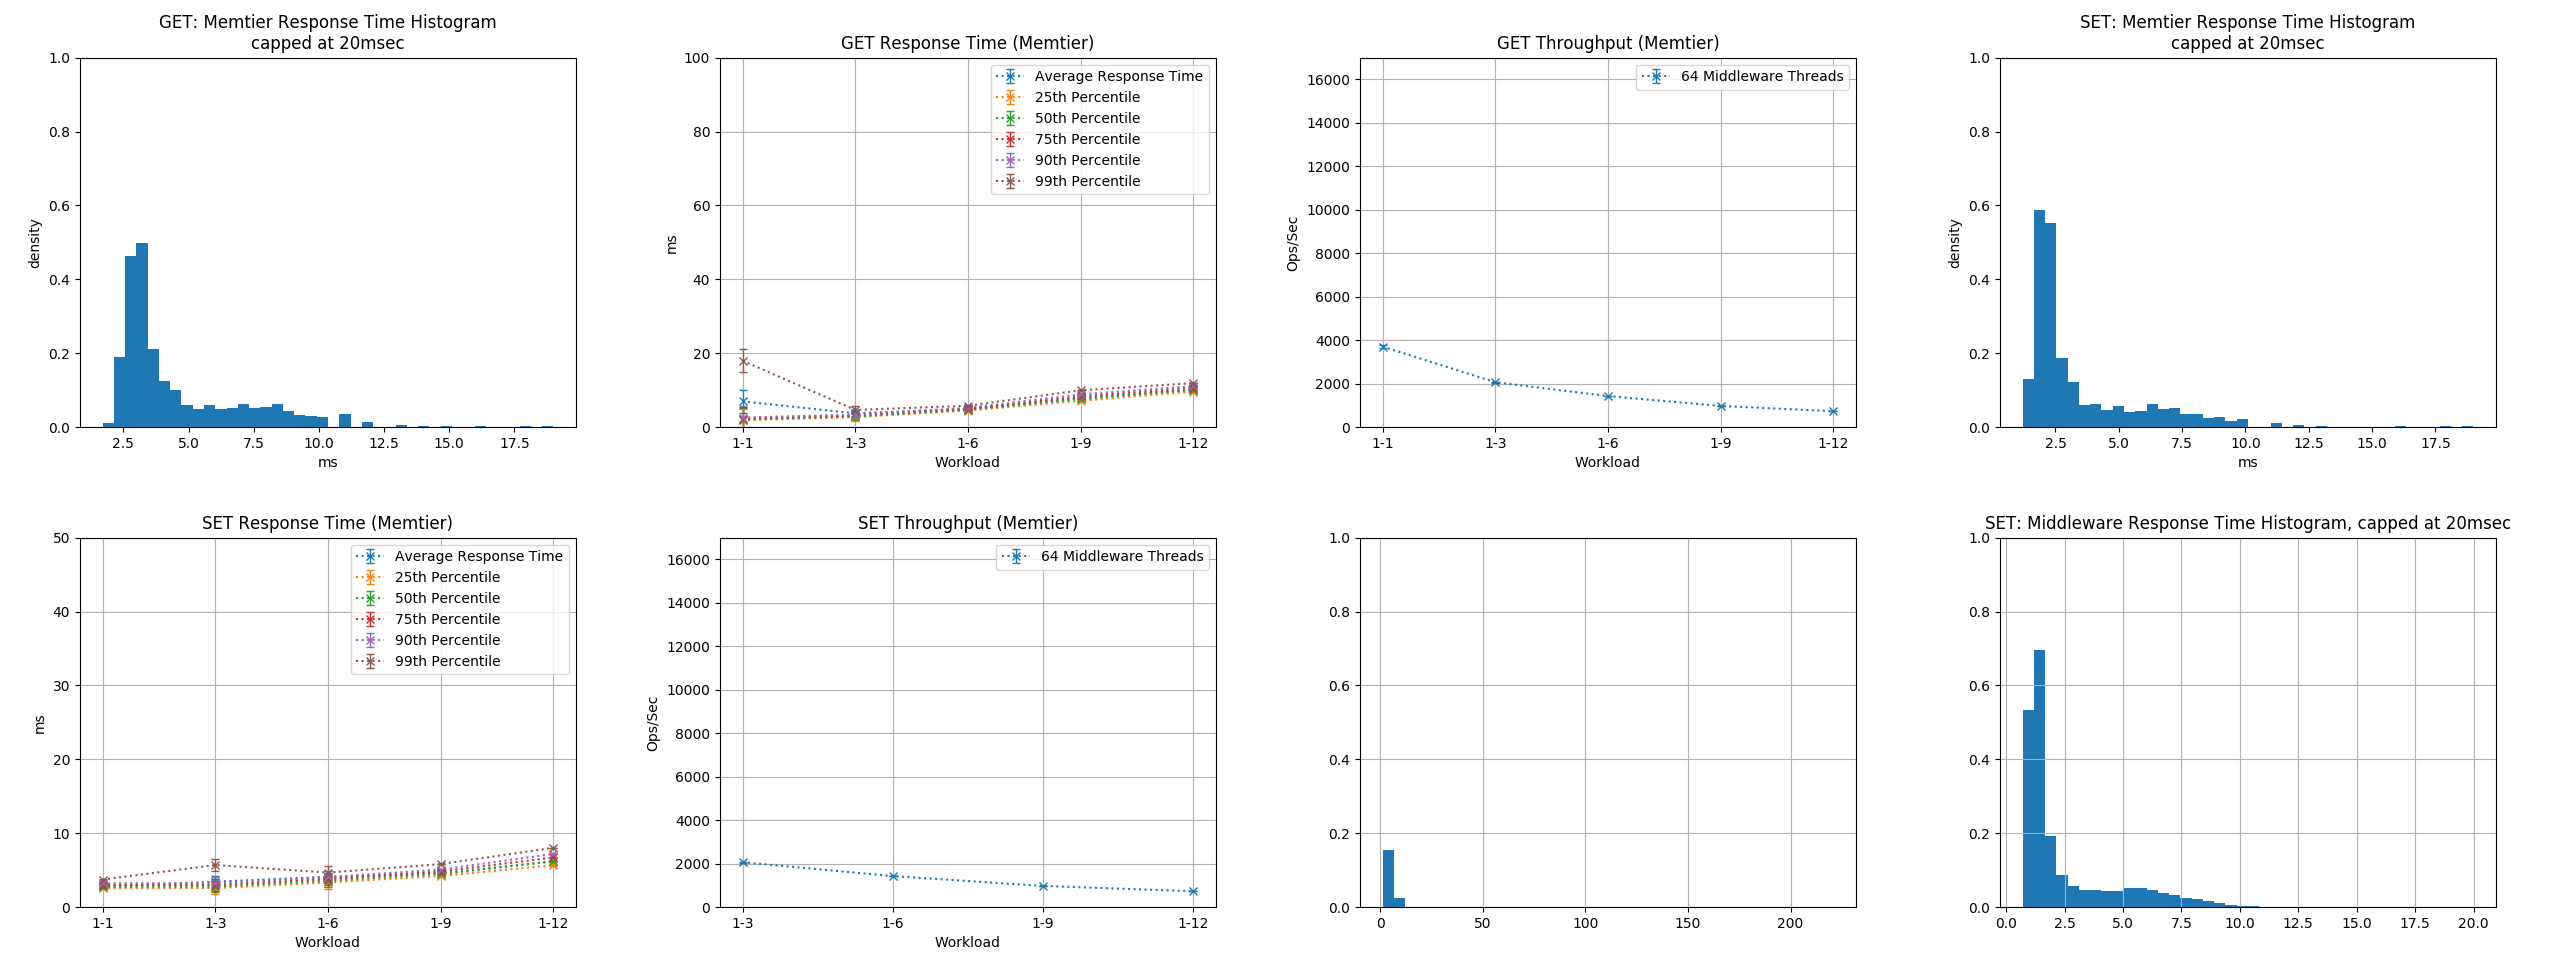 GET: Memtier Response Time Histogram
capped at 20msec
1.0
0.8
0.6
0.4
0.2
0.0
density
2.5 5.0 7.5 10.0 12.5 15.0 17.5
ms
GET Response Time (Memtier)
100
80
60
40
20
0
ms
Average Response Time
25th Percentile
50th Percentile
75th Percentile
90th Percentile
99th Percentile
1-1 1-3 1-6 1-9 1-12
Workload
GET Throughput (Memtier)
16000
14000
12000
10000
8000
6000
4000
2000
0
Ops/Sec
64 Middleware Threads
1-1 1-3 1-6 1-9 1-12
Workload
SET: Memtier Response Time Histogram
capped at 20msec
1.0
0.8
0.6
0.4
0.2
0.0
density
2.5 5.0 7.5 10.0 12.5 15.0 17.5
ms
SET Response Time (Memtier)
50
40
30
20
10
0
ms
Average Response Time
25th Percentile
50th Percentile
75th Percentile
90th Percentile
99th Percentile
1-1 1-3 1-6 1-9 1-12
Workload
SET Throughput (Memtier)
16000
14000
12000
10000
8000
6000
4000
2000
0
Ops/Sec
64 Middleware Threads
1-3 1-6 1-9 1-12
Workload
1.0
0.8
0.6
0.4
0.2
0.0
0 50 100 150 200
SET: Middleware Response Time Histogram, capped at 20msec
1.0
0.8
0.6
0.4
0.2
0.0
0.0 2.5 5.0 7.5 10.0 12.5 15.0 17.5 20.0